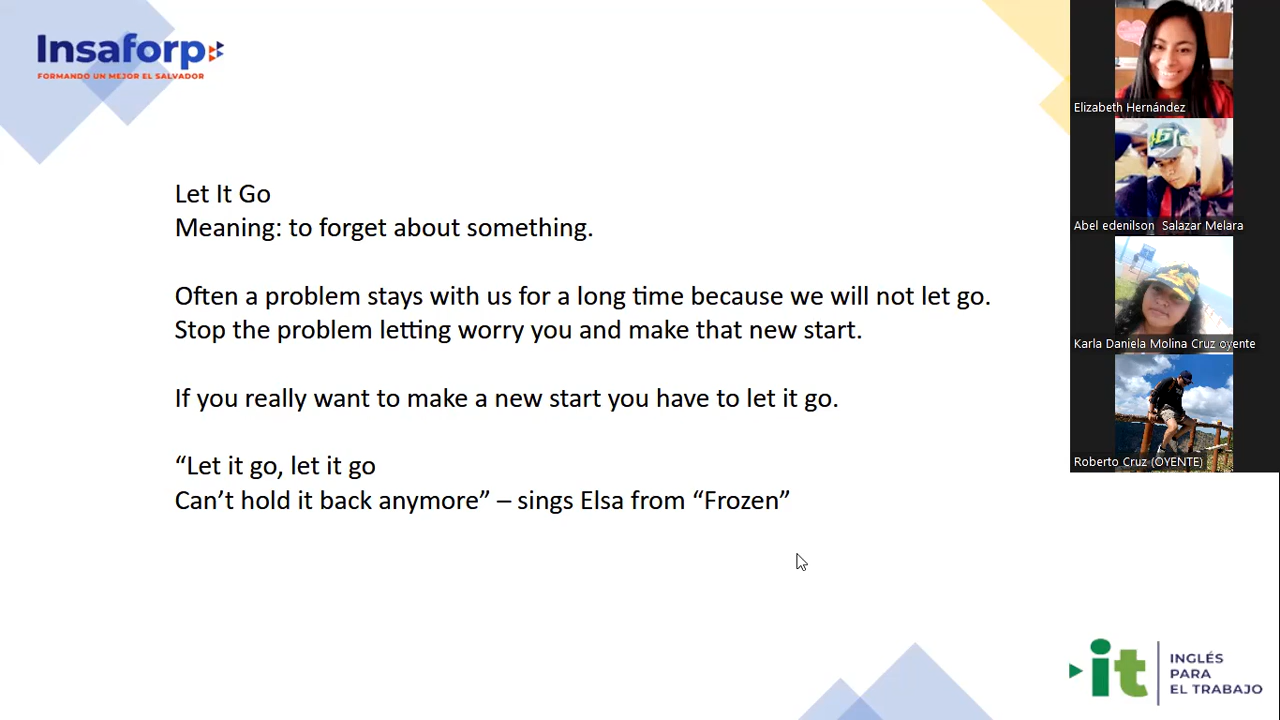 Insaforp
FORMANDO UN MEJOR EL SALVADOR
Let It Go
Meaning: to forget about something.
Often a problem stays with us for a long time because we will not let go.
Stop the problem letting worry you and make that new start.
If you really want to make a new start you have to let it go.
“Let it go, let it go
Can’t hold it back anymore” – sings Elsa from “Frozen”
Elizabeth Hernández
Abel edenilson Salazar Melara
Karla Daniela Molina Cruz oyente
Roberto Cruz (OYENTE)
it
INGLÉS
PARA
EL TRABAJO